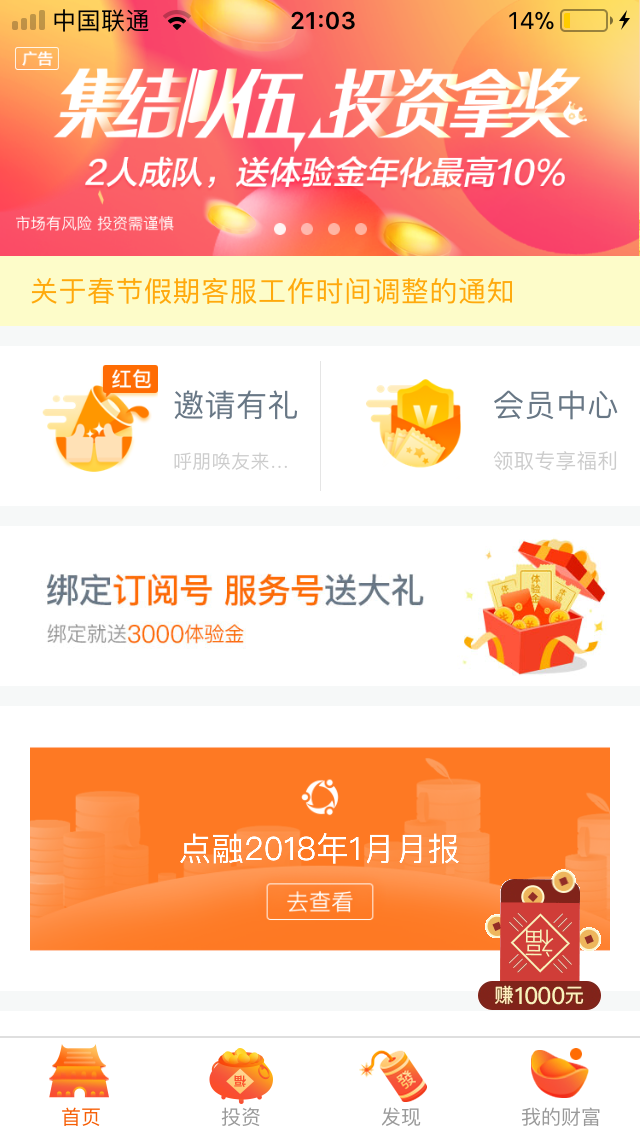 中国联通
21:03
14%
广告
集结队伍,投资拿奖
2人成队，送体验金年化最高10%
市场有风险 投资需谨慎
关于春节假期客服工作时间调整的通知
红包
邀请有礼
呼朋唤友来...
会员中心
领取专享福利
绑定订阅号 服务号送大礼
绑定就送3000体验金
体验金
点融2018年1月月报
去查看
福
赚1000元
福
發
首页
投资
发现
我的财富